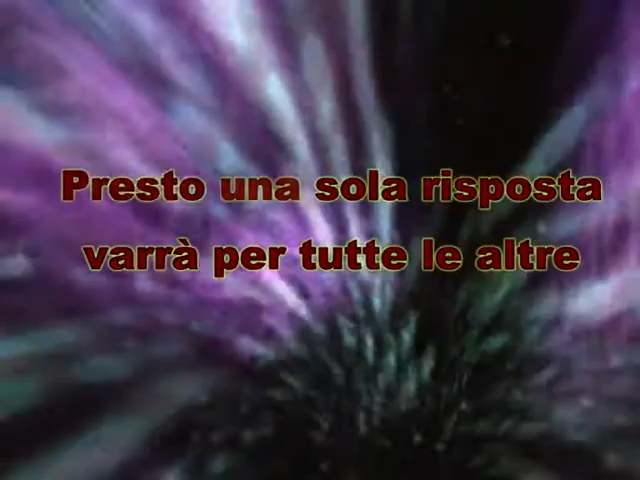 Presto una sola risposta
varrà per tutte le altre